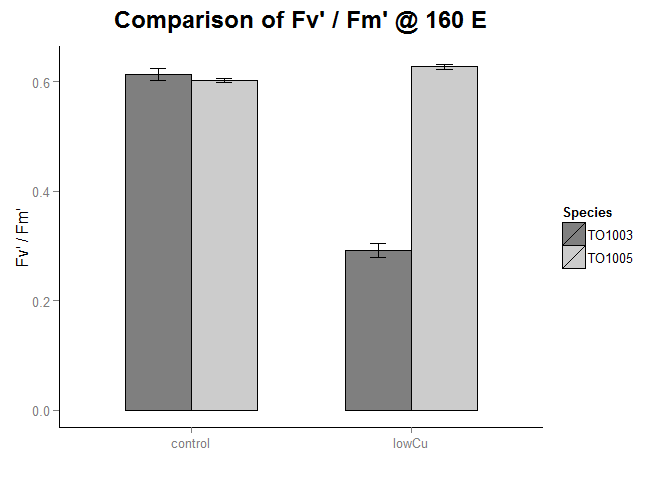 Comparison of Fv' / Fm' @ 160 E
Fv' / Fm'
0.6
0.4
0.2
0.0
control
lowCu
Species
TO1003
TO1005